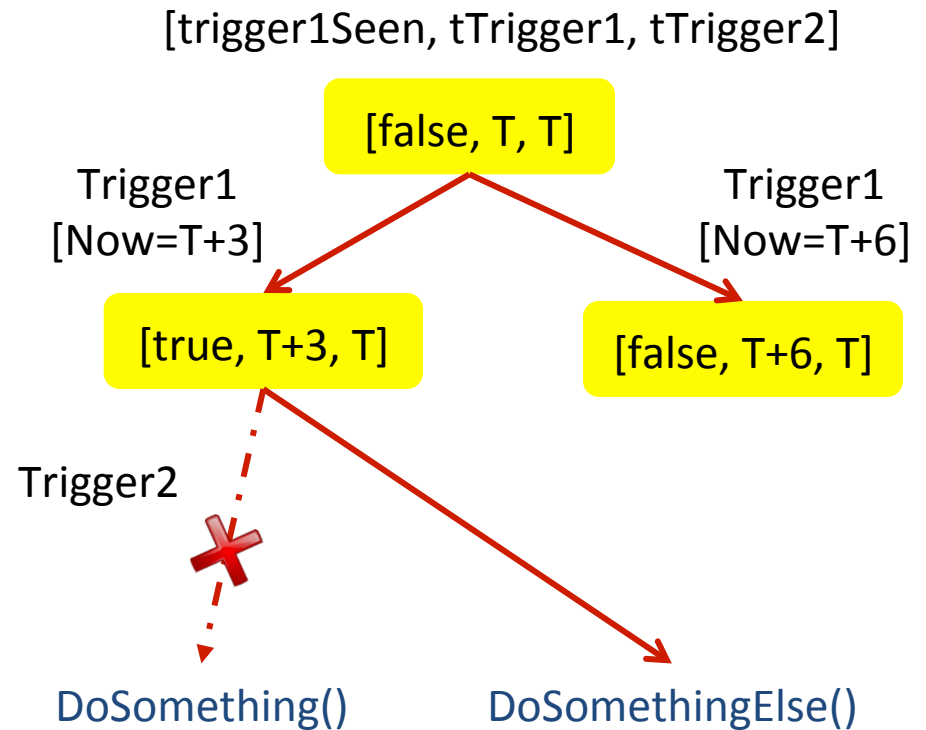 [trigger1Seen, tTrigger1, tTrigger2]
[false, T, T]
Trigger1
[Now=T+3]
Trigger1
[Now=T+6]
[true, T+3, T]
[false, T+6, T]
Trigger2
DoSomething()
DoSomethingElse()